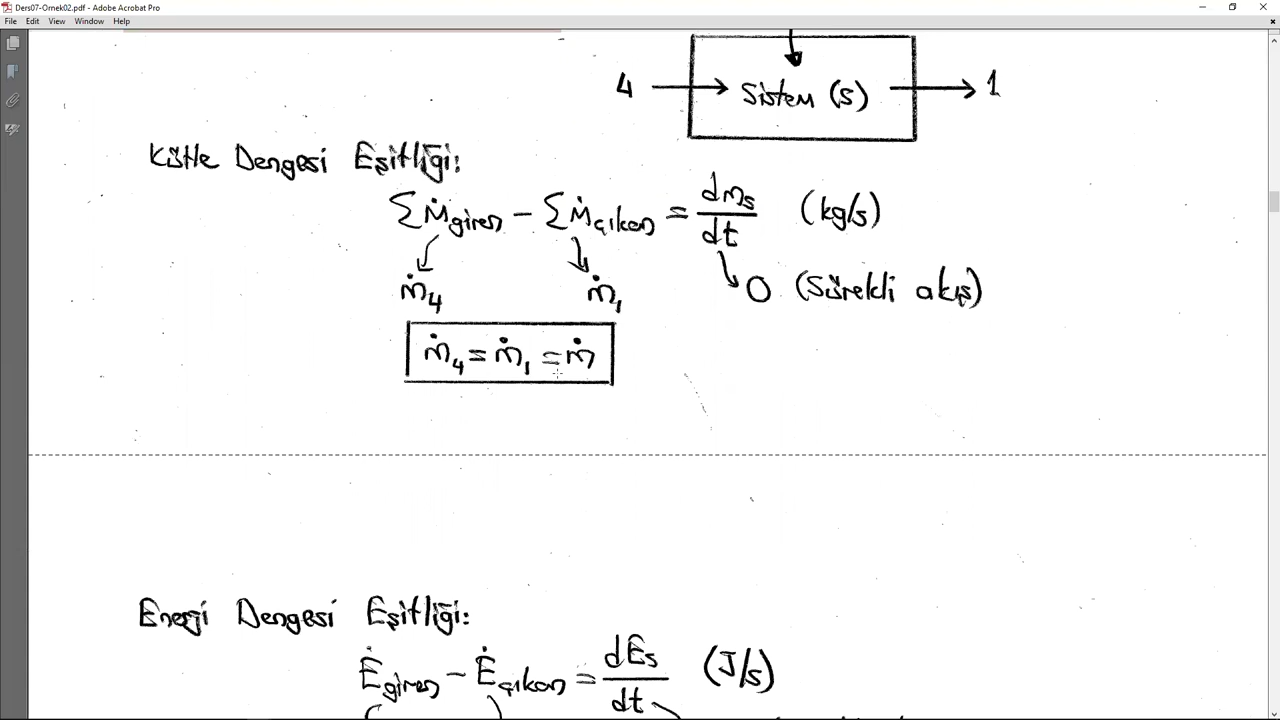 Ders07-Ornek02.pdf - Adobe Acrobat Pro
File Edit View Window Help
4 Sistem (s) 1
Kütle Dengesi Eşitliği:
∑ṁgiren − ∑ṁçıkan = dms/dt (kg/s)
ṁ4 ṁ1 0 (Sürekli akış)
ṁ4 = ṁ1 = ṁ
Enerji Dengesi Eşitliği:
Ėgiren − Ėçıkan = dEs/dt (J/s)